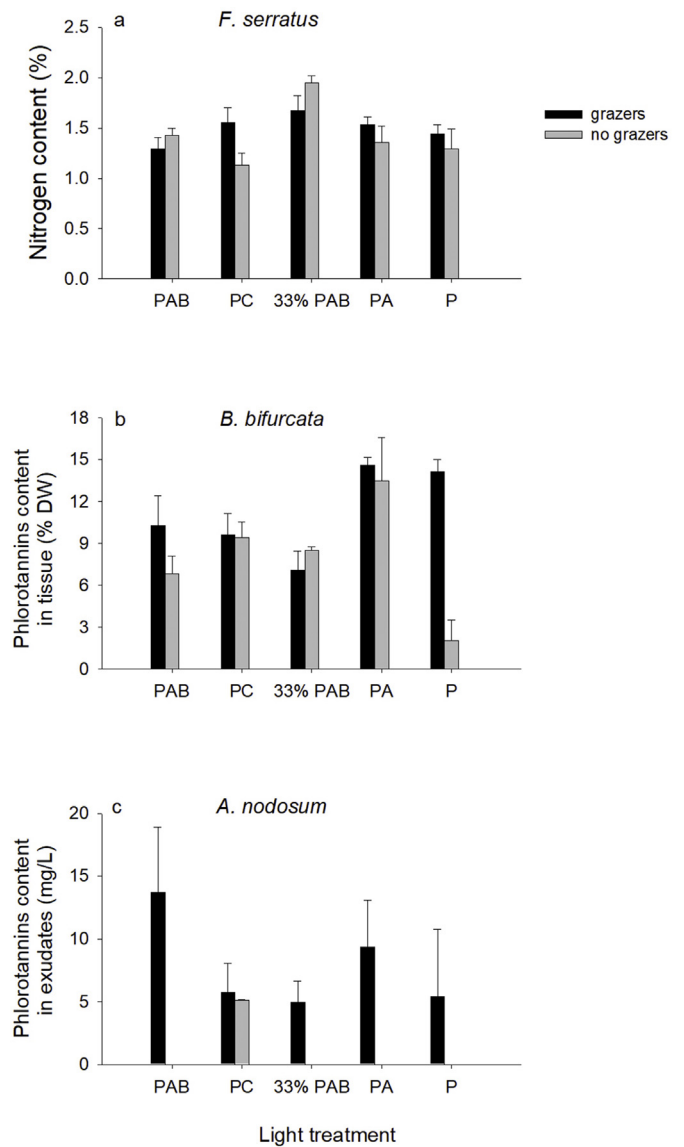 a
F. serratus
Nitrogen content (%)
2.5
2.0
1.5
1.0
0.5
0.0
PAB PC 33% PAB PA P
grazers
no grazers
b
B. bifurcata
Phlorotannins content
in tissue (% DW)
18
15
12
9
6
3
0
PAB PC 33% PAB PA P
c
A. nodosum
Phlorotannins content
in exudates (mg/L)
20
15
10
5
0
PAB PC 33% PAB PA P
Light treatment